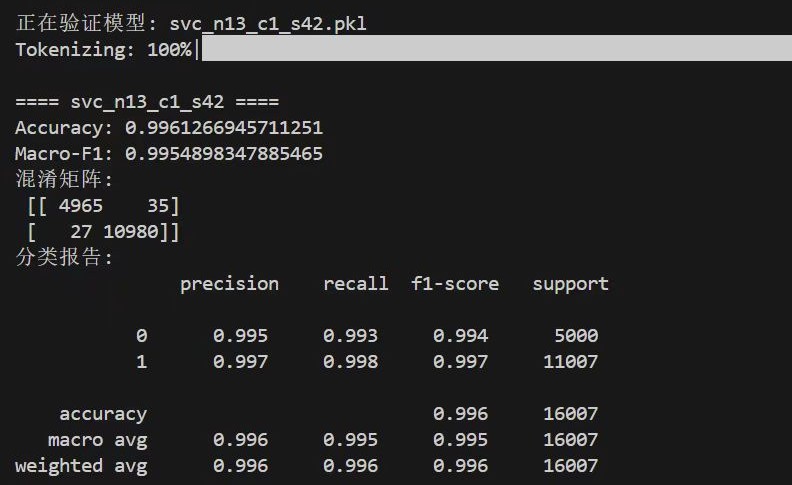 正在验证模型: svc_n13_c1_s42.pkl
Tokenizing: 100%|
==== svc_n13_c1_s42 ====
Accuracy: 0.9961266945711251
Macro-F1: 0.9954898347885465
混淆矩阵:
[[ 4965    35]
[   27 10980]]
分类报告:
precision    recall  f1-score   support
0      0.995     0.993     0.994      5000
1      0.997     0.998     0.997     11007
accuracy                          0.996     16007
macro avg      0.996     0.995     0.995     16007
weighted avg      0.996     0.996     0.996     16007